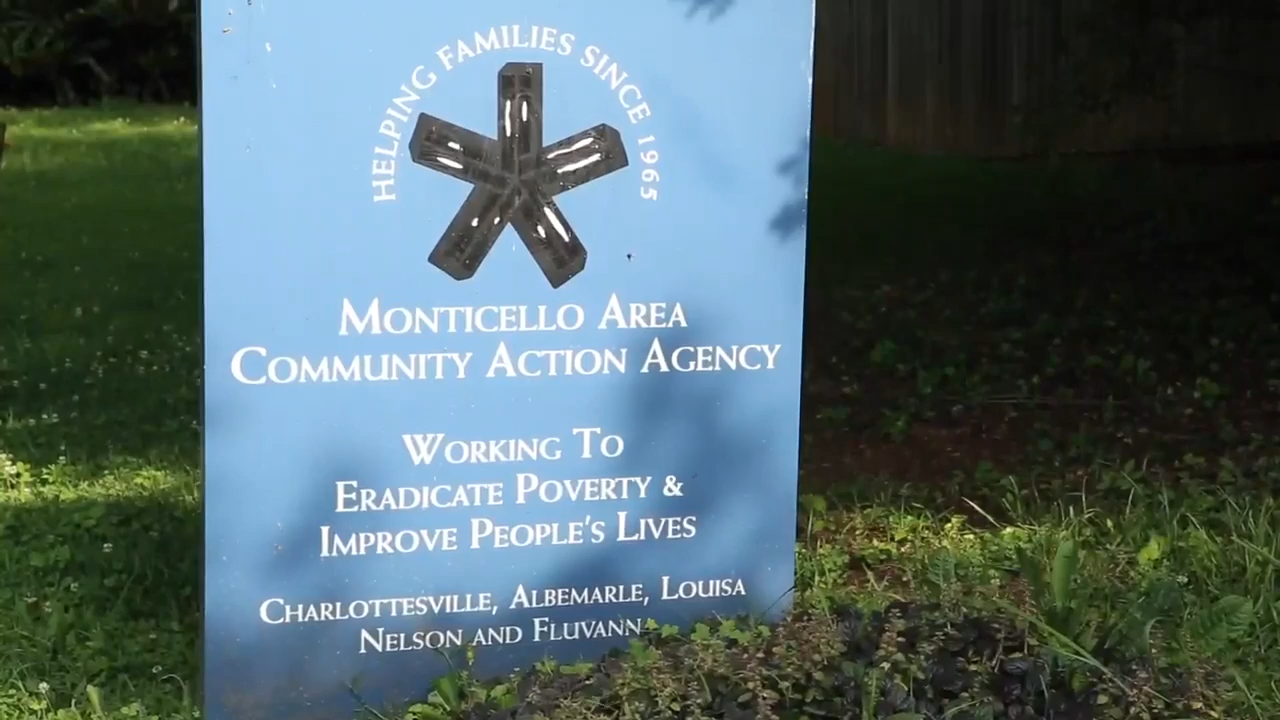 HELPING FAMILIES SINCE 1965
MONTICELLO AREA
COMMUNITY ACTION AGENCY
WORKING TO
ERADICATE POVERTY &
IMPROVE PEOPLE'S LIVES
CHARLOTTESVILLE, ALBEMARLE, LOUISA
NELSON AND FLUVANN